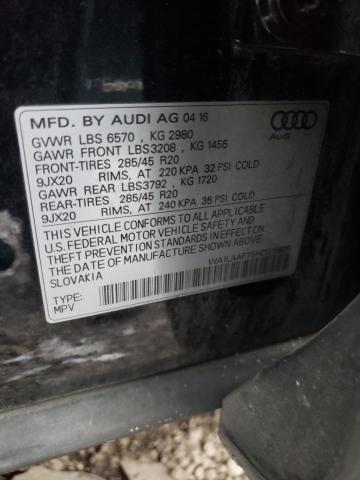 MFD. BY AUDI AG 04 16
Audi
GVWR LBS 6570 , KG 2980
GAWR FRONT LBS3208 , KG 1455
FRONT-TIRES 285/45 R20
9JX20 RIMS, AT 220 KPA 32 PSI COLD
GAWR REAR LBS3792 , KG 1720
REAR-TIRES 285/45 R20
9JX20 RIMS, AT 240 KPA 35 PSI COLD
THIS VEHICLE CONFORMS TO ALL APPLICABLE
U.S. FEDERAL MOTOR VEHICLE SAFETY AND
THEFT PREVENTION STANDARDS IN EFFECT ON
THE DATE OF MANUFACTURE SHOWN ABOVE.
SLOVAKIA
TYPE:
MPV